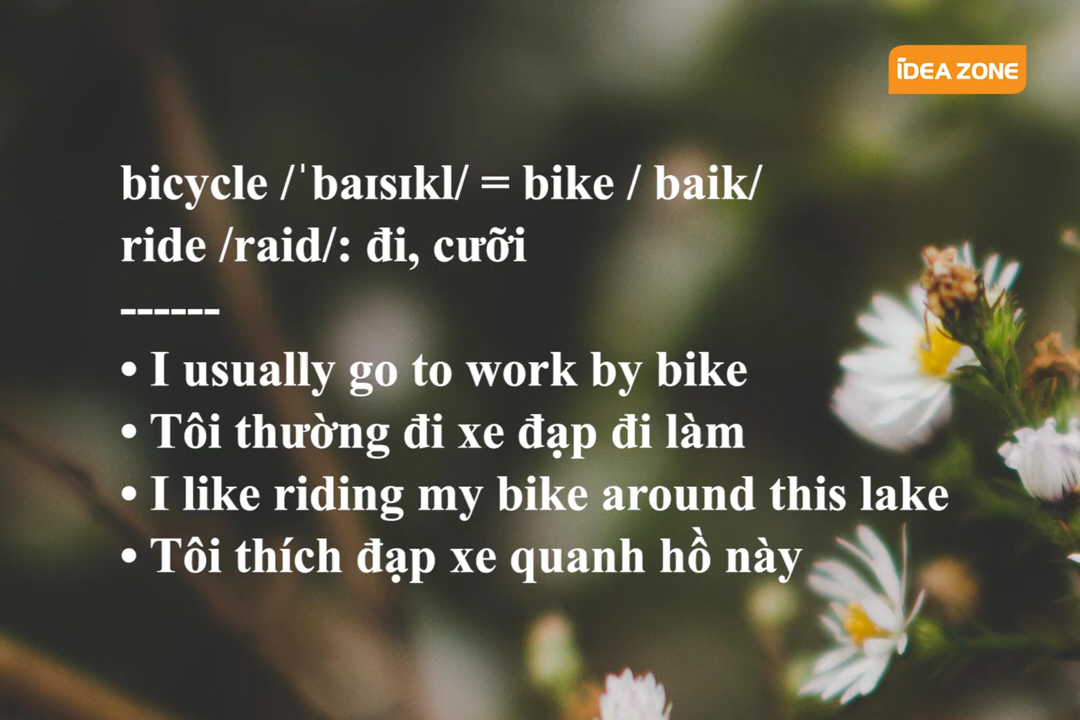 IDEA ZONE
bicycle /ˈbaɪsɪkl/ = bike / baik/
ride /raid/: đi, cưỡi
------
• I usually go to work by bike
• Tôi thường đi xe đạp đi làm
• I like riding my bike around this lake
• Tôi thích đạp xe quanh hồ này